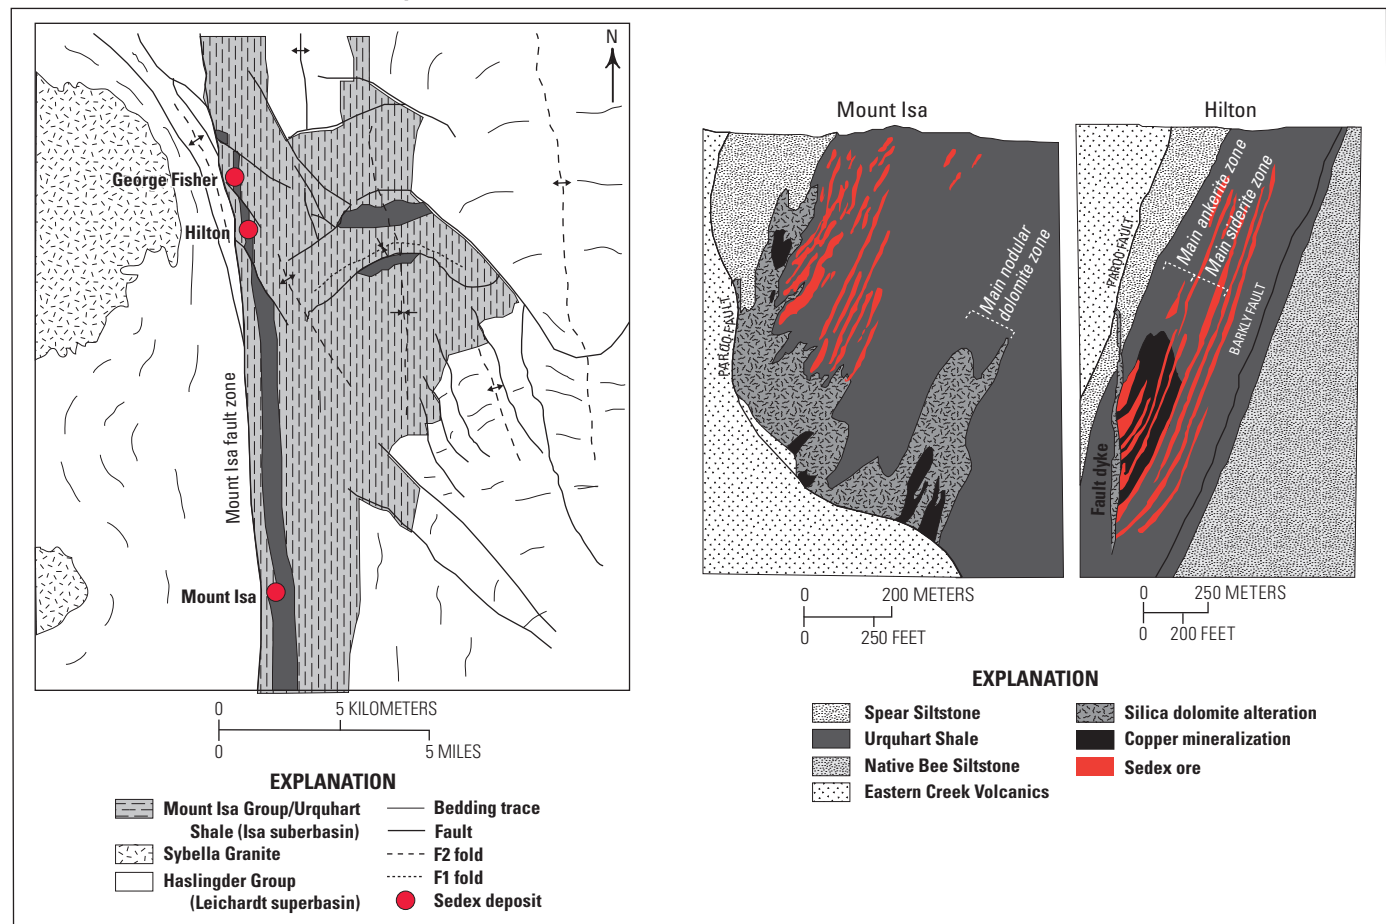 N
George Fisher
Hilton
Mount Isa fault zone
Mount Isa
0 5 KILOMETERS
0 5 MILES
EXPLANATION
Mount Isa Group/Urquhart
Shale (Isa suberbasin)
Sybella Granite
Haslingder Group
(Leichardt superbasin)
Bedding trace
Fault
F2 fold
F1 fold
Sedex deposit
Mount Isa
PAROO FAULT
Main nodular
dolomite zone
0 200 METERS
0 250 FEET
Hilton
PAROO FAULT
Main ankerite zone
Main siderite zone
BARKLY FAULT
Fault dyke
0 250 METERS
0 200 FEET
EXPLANATION
Spear Siltstone
Urquhart Shale
Native Bee Siltstone
Eastern Creek Volcanics
Silica dolomite alteration
Copper mineralization
Sedex ore